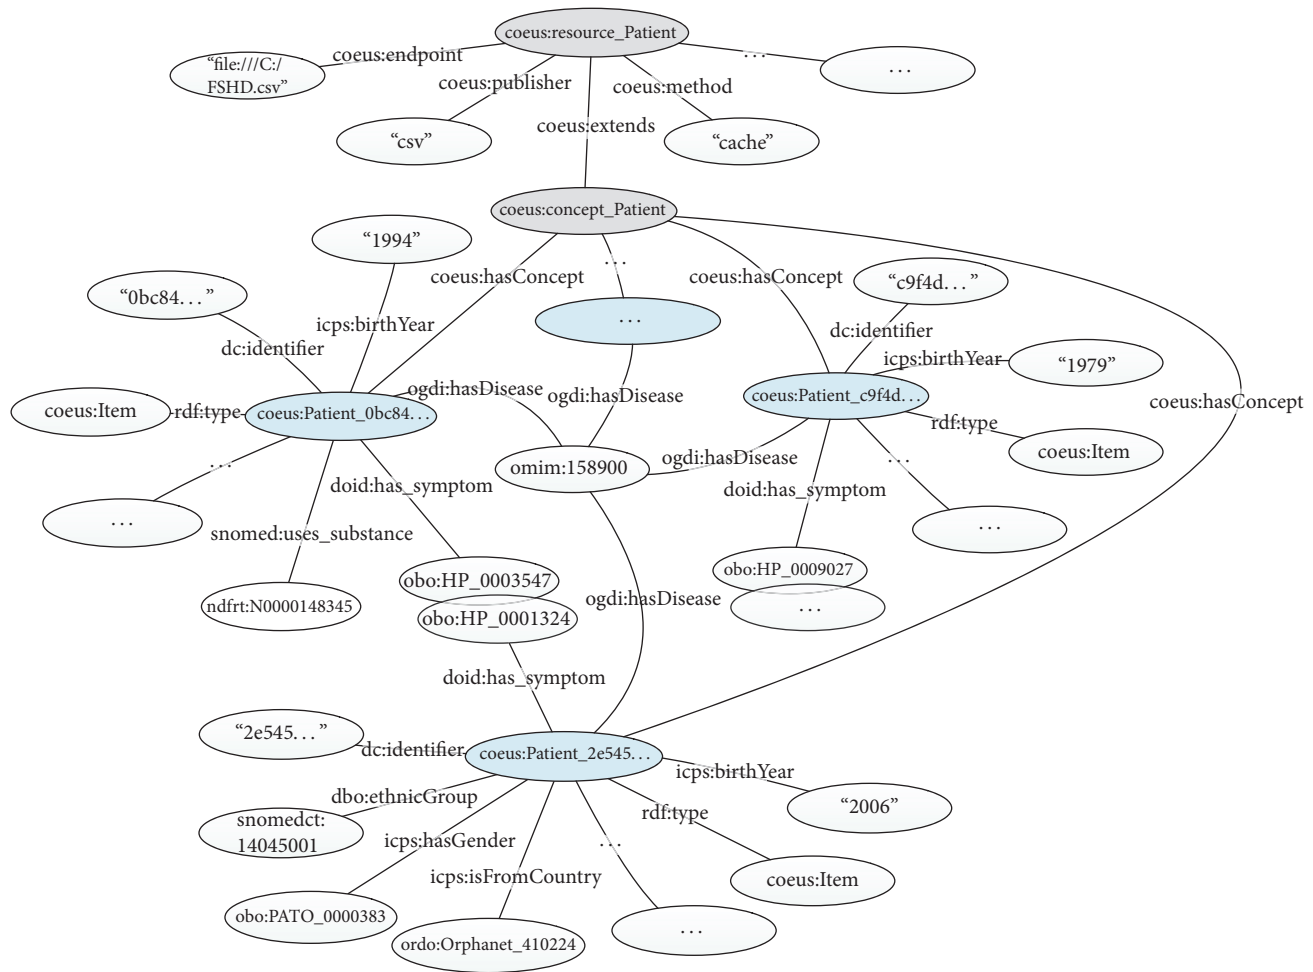 coeus:resource_Patient
coeus:endpoint
“file:///C:/
FSHD.csv”
. . .
. . .
coeus:publisher
coeus:method
“csv”
coeus:extends
“cache”
coeus:concept_Patient
“1994”
. . .
coeus:hasConcept
coeus:hasConcept
“c9f4d. . . ”
“0bc84. . . ”
icps:birthYear
. . .
dc:identifier
dc:identifier
icps:birthYear
“1979”
ogdi:hasDisease
ogdi:hasDisease
coeus:Item
rdf:type
coeus:Patient_0bc84. . .
coeus:Patient_c9f4d. . .
coeus:hasConcept
rdf:type
. . .
omim:158900
ogdi:hasDisease
. . .
coeus:Item
doid:has_symptom
doid:has_symptom
. . .
snomed:uses_substance
. . .
obo:HP_0003547
obo:HP_0009027
ndfrt:N0000148345
ogdi:hasDisease
. . .
obo:HP_0001324
doid:has_symptom
“2e545. . . ”
dc:identifier
coeus:Patient_2e545. . .
icps:birthYear
dbo:ethnicGroup
“2006”
snomedct:
14045001
rdf:type
icps:hasGender
. . .
icps:isFromCountry
coeus:Item
obo:PATO_0000383
. . .
ordo:Orphanet_410224